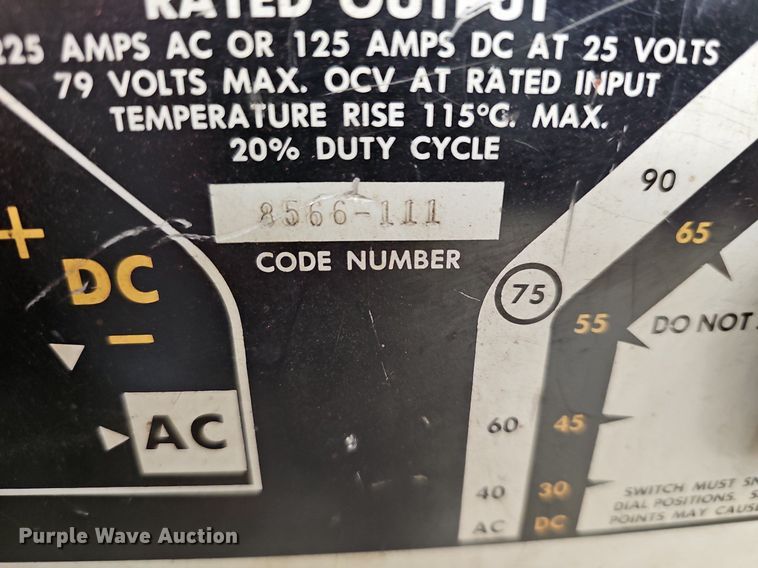 RATED OUTPUT
225 AMPS AC OR 125 AMPS DC AT 25 VOLTS
79 VOLTS MAX. OCV AT RATED INPUT
TEMPERATURE RISE 115°C. MAX.
20% DUTY CYCLE
8566-111
CODE NUMBER
+
DC
−
AC
90
65
75
55
DO NOT
60
45
40
30
AC
DC
SWITCH MUST
DIAL POSITIONS.
POINTS MAY CAUSE
Purple Wave Auction